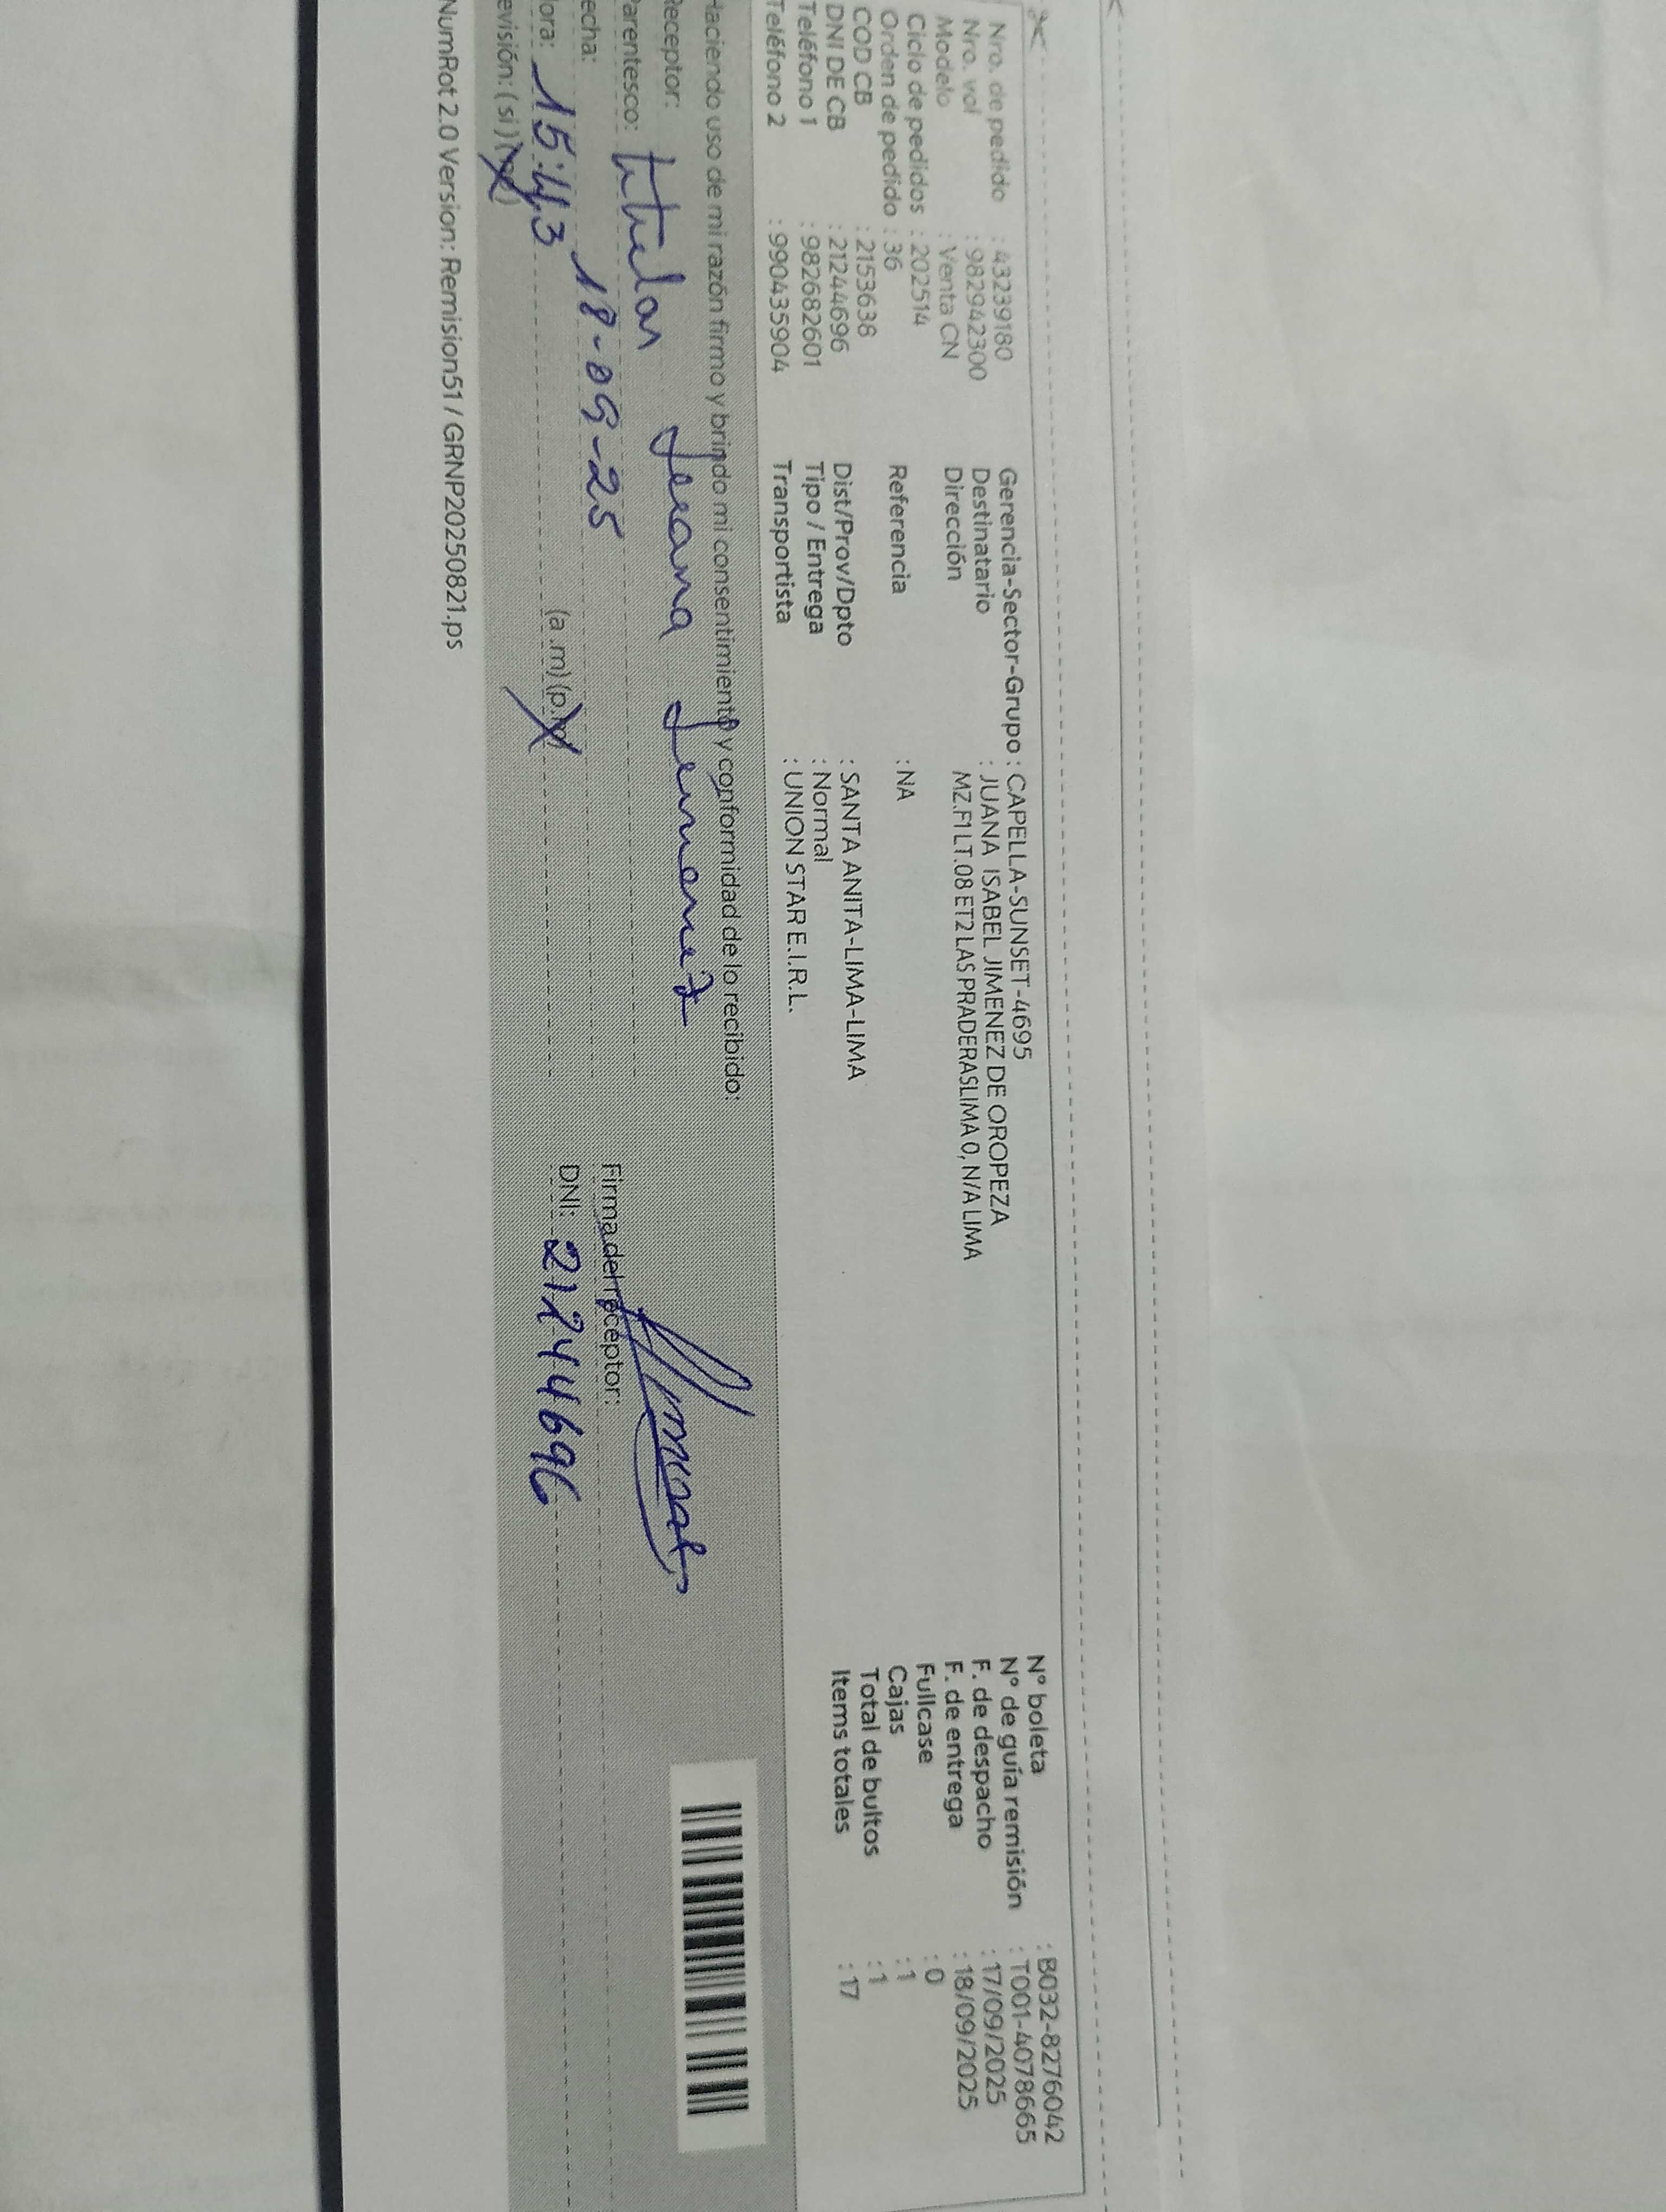 Nro. de pedido : 43239180
Nro. vol : 982942300
Modelo : Venta CN
Ciclo de pedidos : 202514
Orden de pedido : 36
COD CB : 2153638
DNI DE CB : 21244696
Teléfono 1 : 982682601
Teléfono 2 : 990435904
Gerencia-Sector-Grupo : CAPELLA-SUNSET-4695
Destinatario : JUANA ISABEL JIMENEZ DE OROPEZA
Dirección MZ.F1 LT.08 ET2 LAS PRADERASLIMA 0, N/A LIMA
Referencia : NA
Dist/Prov/Dpto : SANTA ANITA-LIMA-LIMA
Tipo / Entrega : Normal
Transportista : UNION STAR E.I.R.L.
N° boleta : B032-8276042
N° de guía remisión : T001-40786665
F. de despacho : 17/09/2025
F. de entrega : 18/09/2025
Fullcase : 0
Cajas : 1
Total de bultos : 1
Items totales : 17
Haciendo uso de mi razón firmo y brindo mi consentimiento y conformidad de lo recibido:
Receptor: Juana Jimenez
Parentesco: titular
echa: 18-09-25
ora: 15:43 (a.m) (p.m)
evisión: ( si ) (no)
Firma del receptor:
DNI: 21244696
NumRot 2.0 Version: Remision51 / GRNP20250821.ps